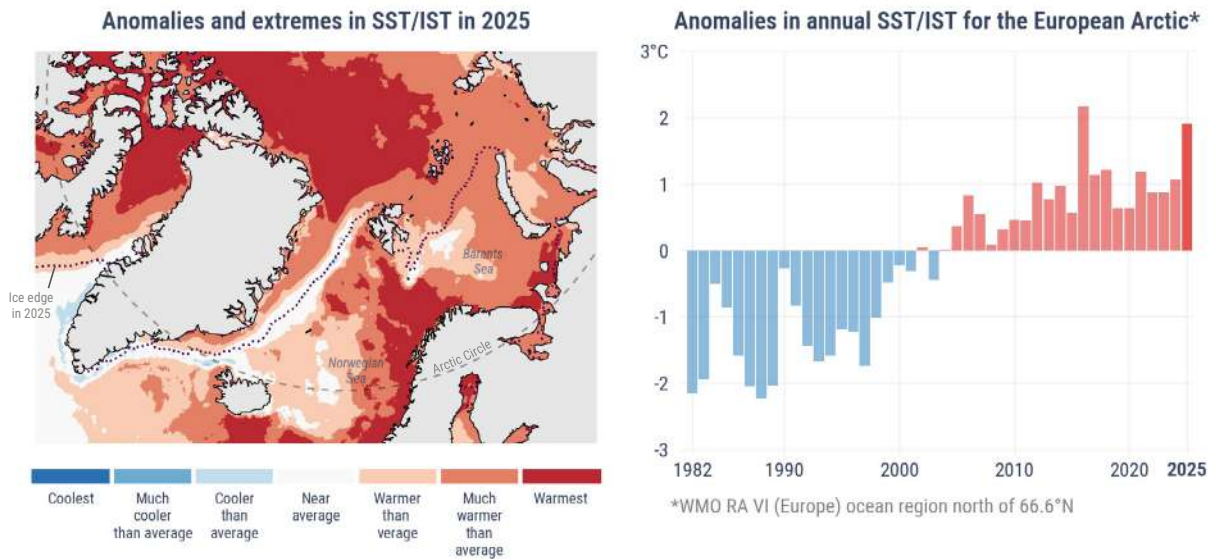 Anomalies and extremes in SST/IST in 2025
Ice edge
in 2025
Barents
Sea
Norwegian
Sea
Arctic Circle
Coolest
Much
cooler
than average
Cooler
than
average
Near
average
Warmer
than
verage
Much
warmer
than
average
Warmest
Anomalies in annual SST/IST for the European Arctic*
3°C
2
1
0
-1
-2
-3
1982
1990
2000
2010
2020
2025
*WMO RA VI (Europe) ocean region north of 66.6°N